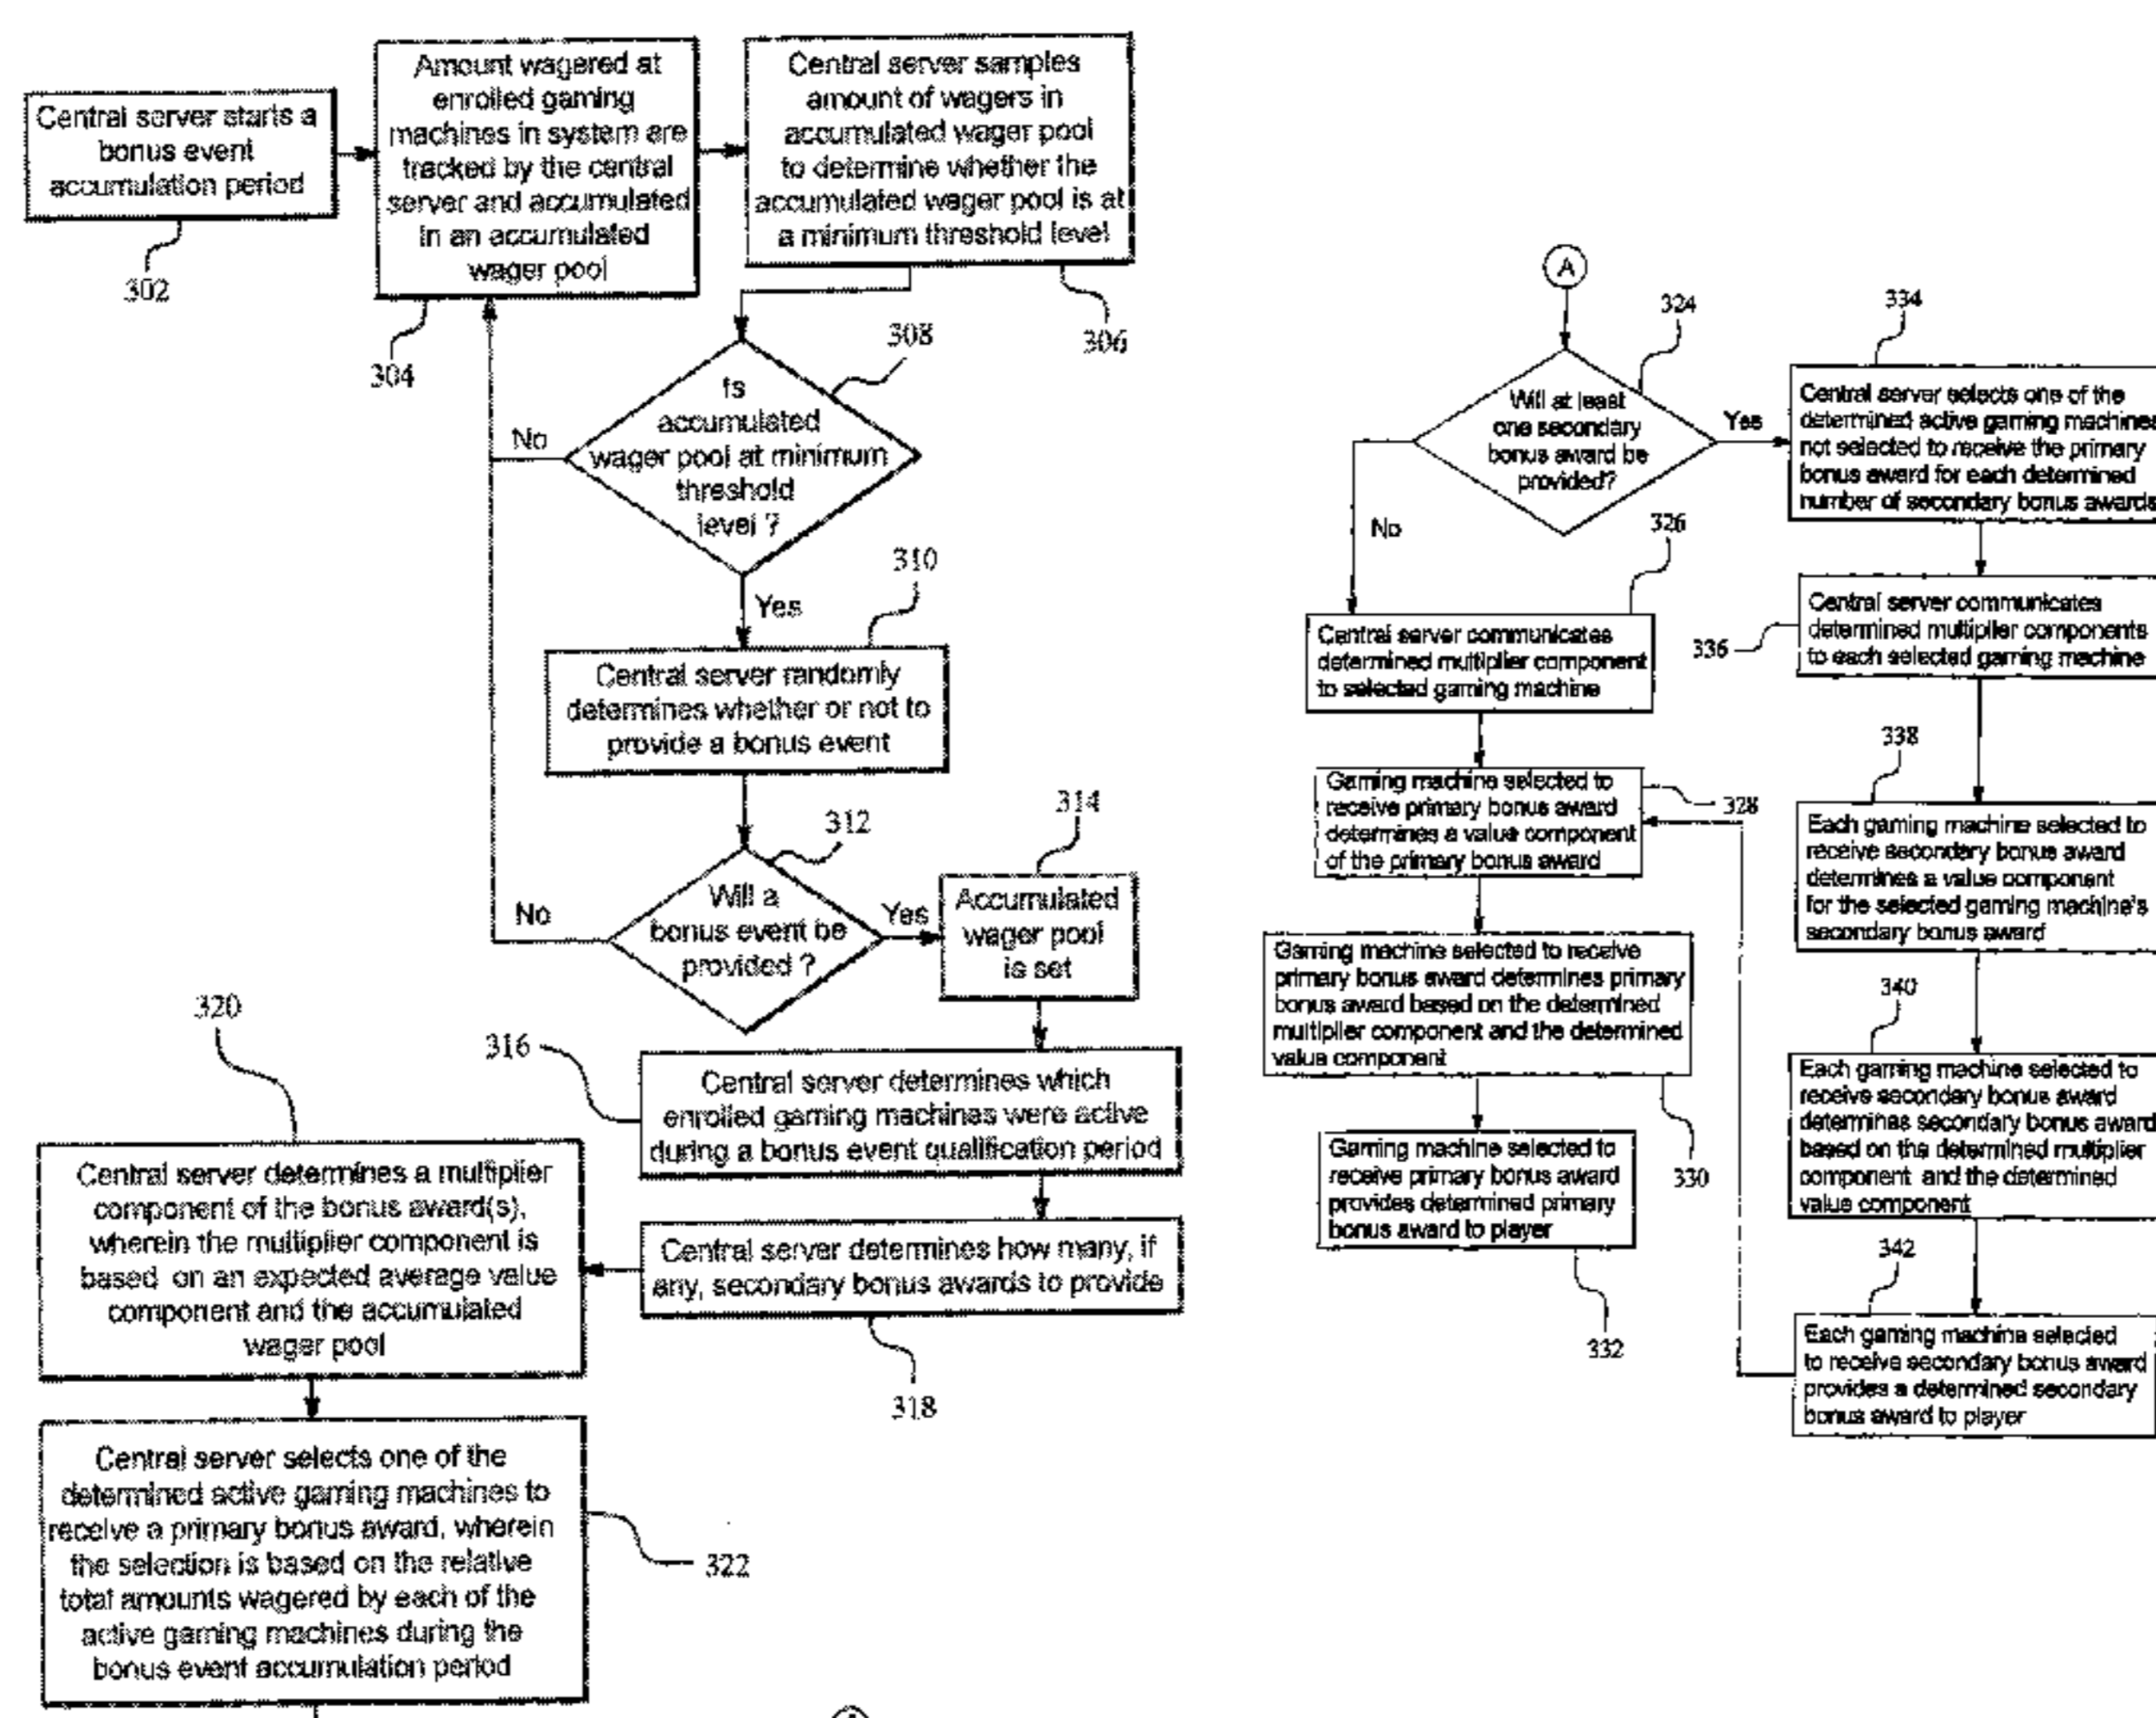 Central server starts a
bonus event
accumulation period
302
Amount wagered at
enrolled gaming
machines in system are
tracked by the central
server and accumulated
in an accumulated
wager pool
304
Central server samples
amount of wagers in
accumulated wager pool
to determine whether the
accumulated wager pool is at
a minimum threshold level
306
308
Is
accumulated
wager pool at minimum
threshold
level ?
No
Yes
310
Central server randomly
determines whether or not to
provide a bonus event
312
Will a
bonus event be
provided ?
No
Yes
314
Accumulated
wager pool
is set
316
Central server determines which
enrolled gaming machines were active
during a bonus event qualification period
Central server determines how many, if
any, secondary bonus awards to provide
318
320
Central server determines a multiplier
component of the bonus award(s),
wherein the multiplier component is
based on an expected average value
component and the accumulated
wager pool
Central server selects one of the
determined active gaming machines to
receive a primary bonus award, wherein
the selection is based on the relative
total amounts wagered by each of the
active gaming machines during the
bonus event accumulation period
322
A
324
Will at least
one secondary
bonus award be
provided?
Yes
No
326
Central server communicates
determined multiplier component
to selected gaming machine
Gaming machine selected to
receive primary bonus award
determines a value component
of the primary bonus award
328
Gaming machine selected to receive
primary bonus award determines primary
bonus award based on the determined
multiplier component and the determined
value component
330
Gaming machine selected to
receive primary bonus award
provides determined primary
bonus award to player
332
334
Central server selects one of the
determined active gaming machines
not selected to receive the primary
bonus award for each determined
number of secondary bonus awards
Central server communicates
determined multiplier components
to each selected gaming machine
336
338
Each gaming machine selected to
receive secondary bonus award
determines a value component
for the selected gaming machine's
secondary bonus award
340
Each gaming machine selected to
receive secondary bonus award
determines secondary bonus award
based on the determined multiplier
component and the determined
value component
342
Each gaming machine selected
to receive secondary bonus award
provides a determined secondary
bonus award to player